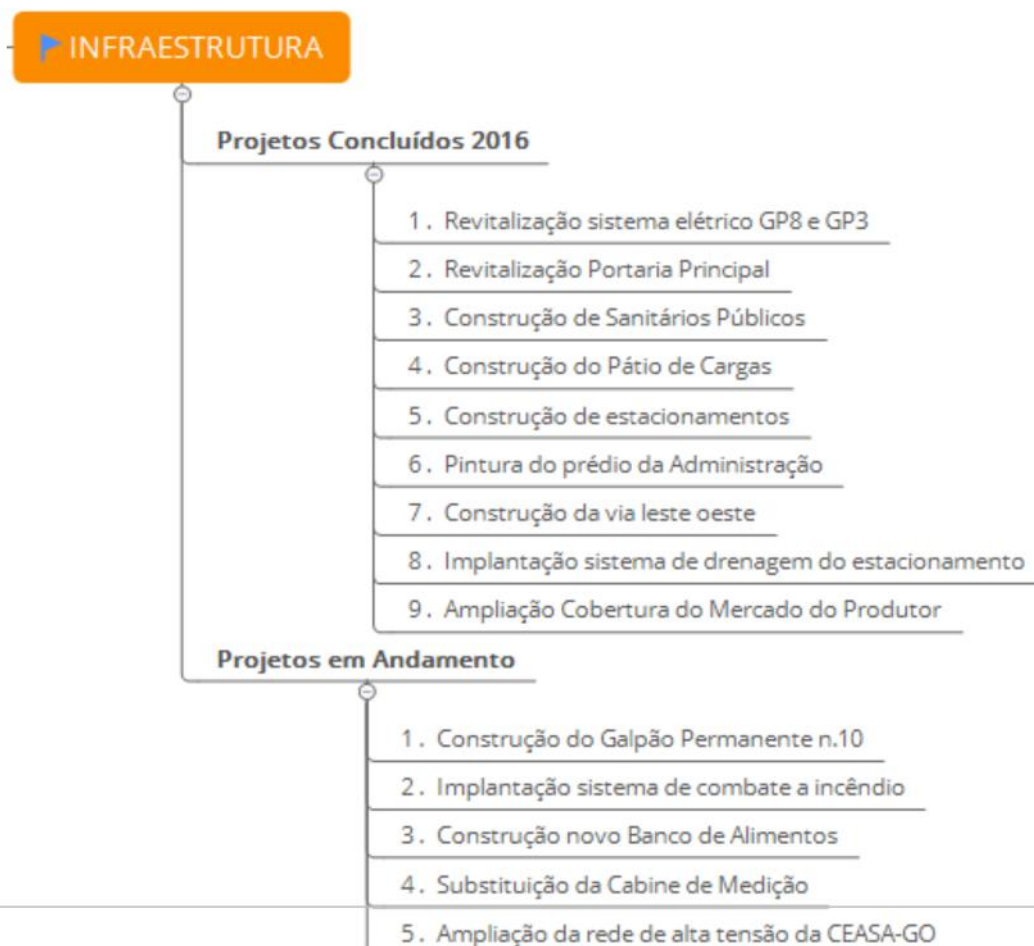 INFRAESTRUTURA
Projetos Concluídos 2016
1. Revitalização sistema elétrico GP8 e GP3
2. Revitalização Portaria Principal
3. Construção de Sanitários Públicos
4. Construção do Pátio de Cargas
5. Construção de estacionamentos
6. Pintura do prédio da Administração
7. Construção da via leste oeste
8. Implantação sistema de drenagem do estacionamento
9. Ampliação Cobertura do Mercado do Produtor
Projetos em Andamento
1. Construção do Galpão Permanente n.10
2. Implantação sistema de combate a incêndio
3. Construção novo Banco de Alimentos
4. Substituição da Cabine de Medição
5. Ampliação da rede de alta tensão da CEASA-GO